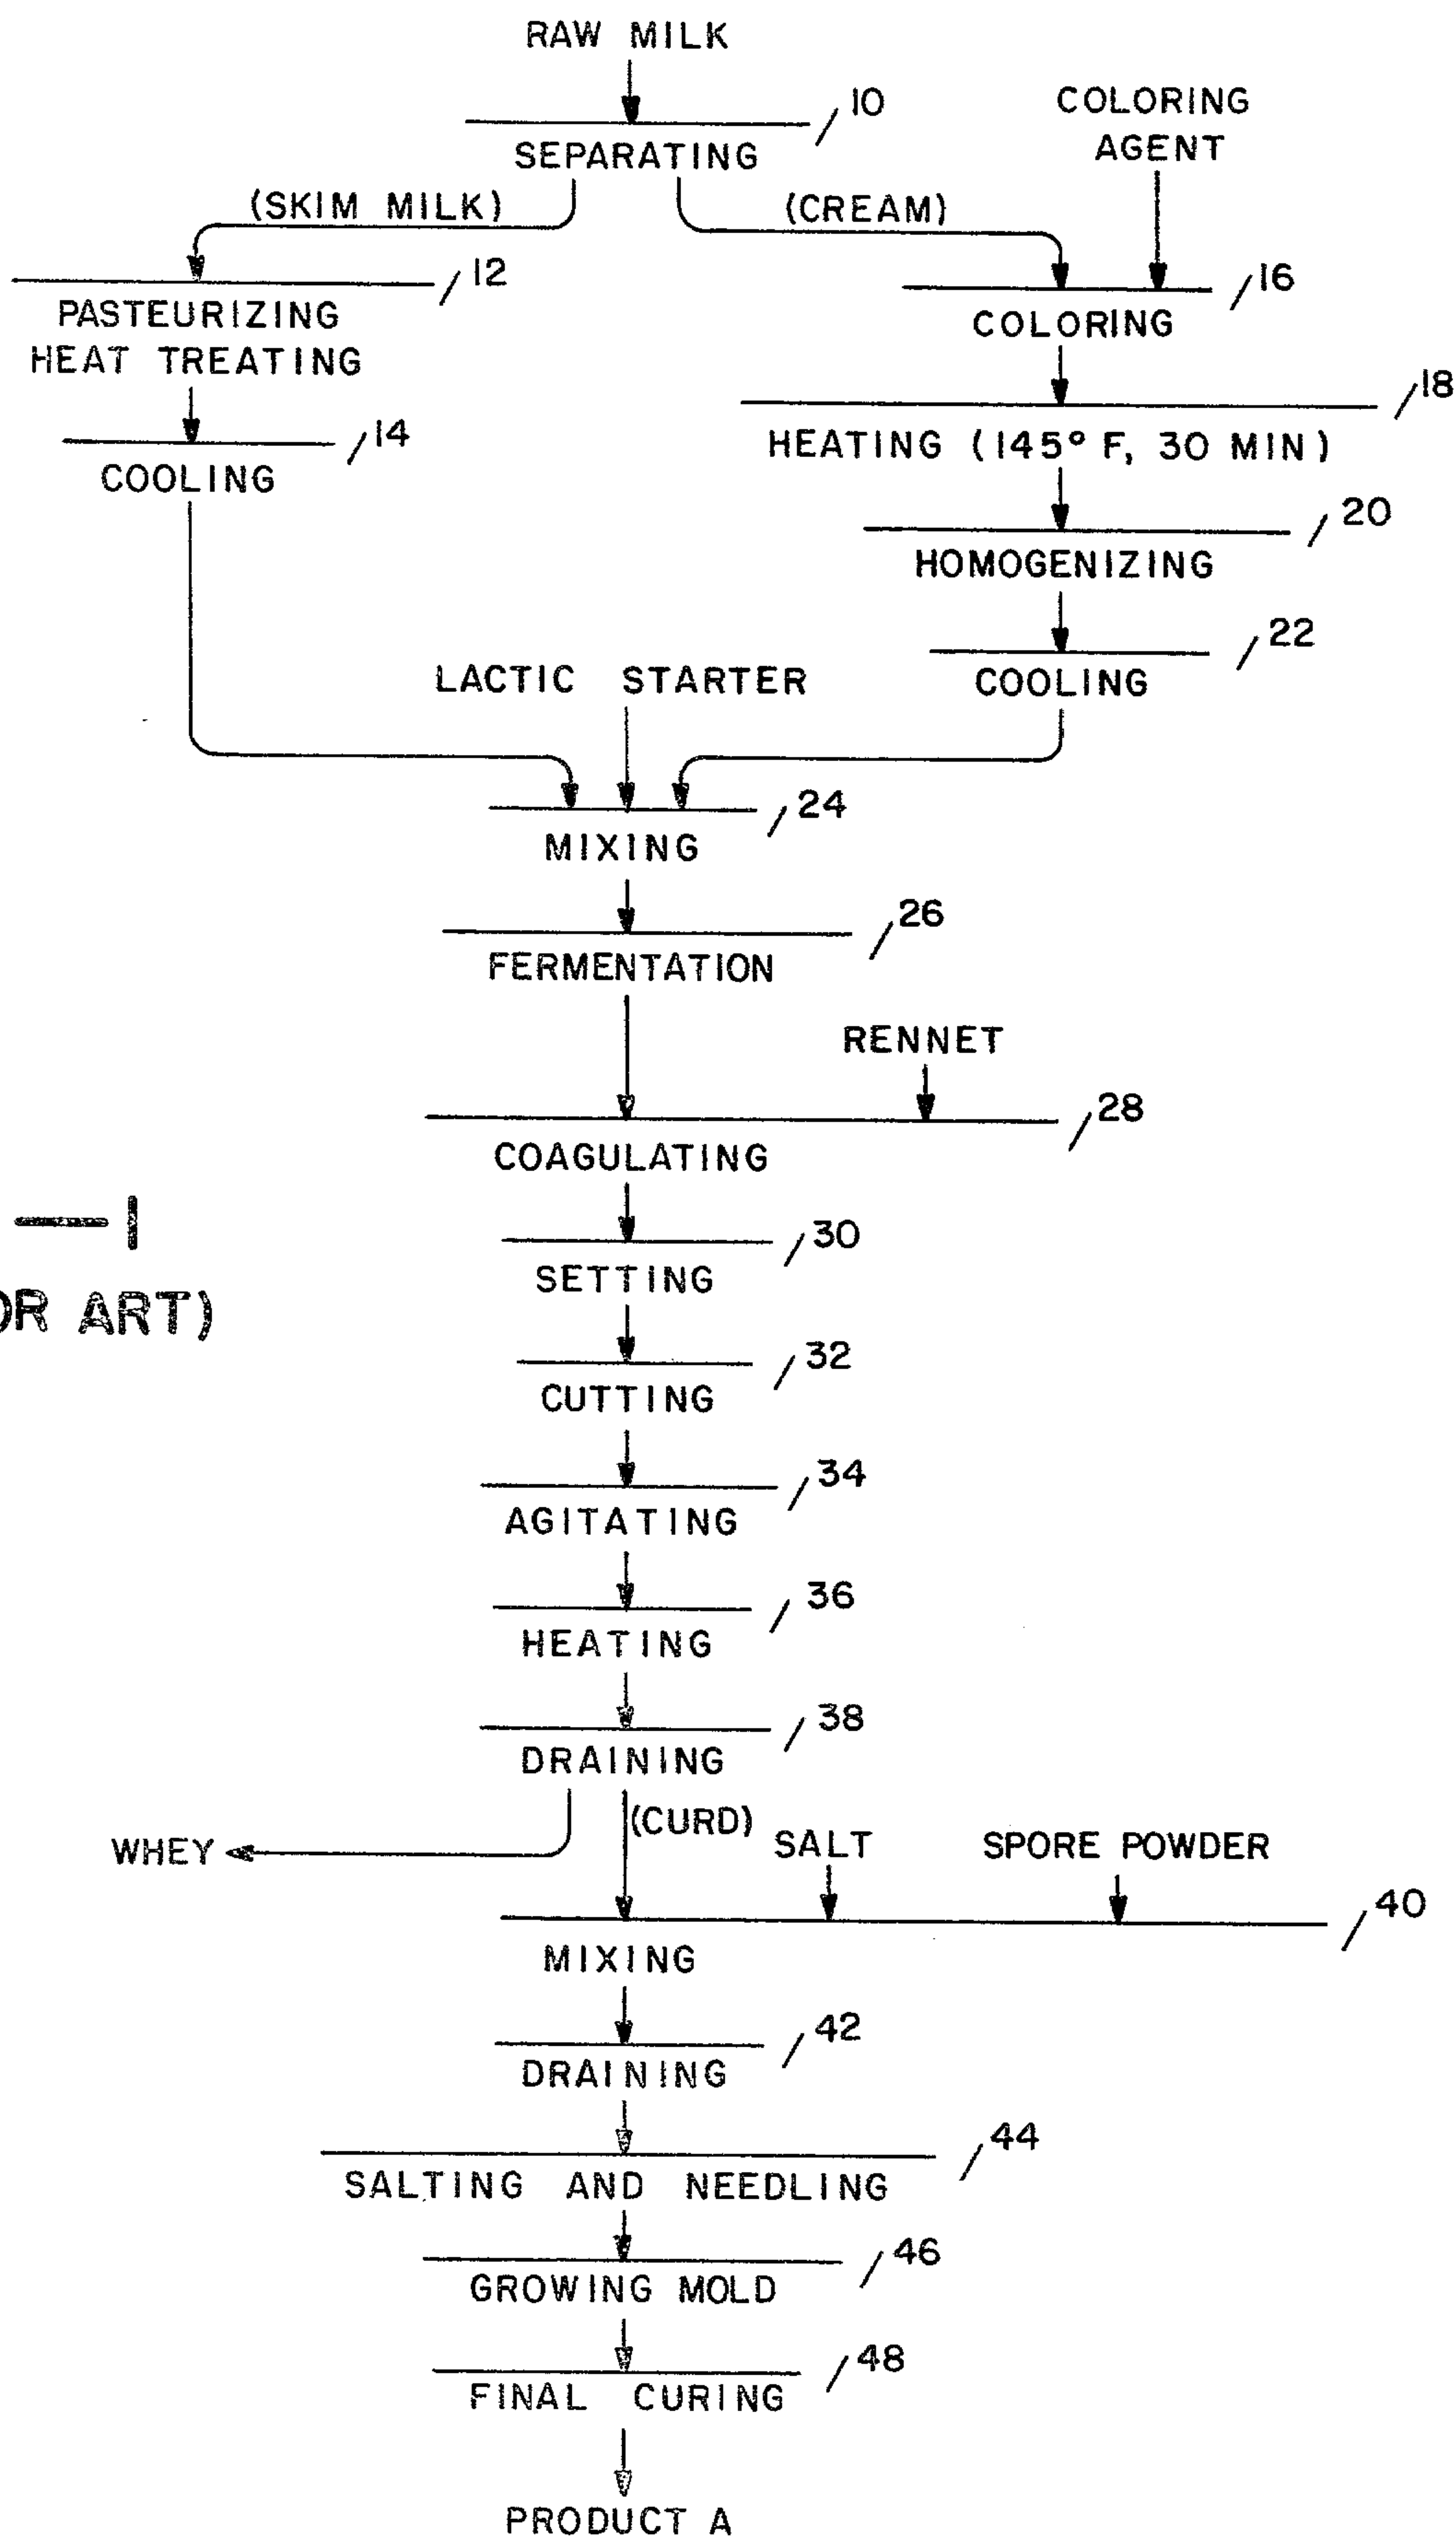 RAW MILK
10
SEPARATING
COLORING
AGENT
(SKIM MILK)
(CREAM)
12
PASTEURIZING
HEAT TREATING
16
COLORING
14
COOLING
18
HEATING (145° F, 30 MIN)
20
HOMOGENIZING
22
COOLING
LACTIC STARTER
24
MIXING
26
FERMENTATION
RENNET
28
COAGULATING
—1
OR ART)
30
SETTING
32
CUTTING
34
AGITATING
36
HEATING
38
DRAINING
WHEY
(CURD)
SALT
SPORE POWDER
40
MIXING
42
DRAINING
44
SALTING AND NEEDLING
46
GROWING MOLD
48
FINAL CURING
PRODUCT A